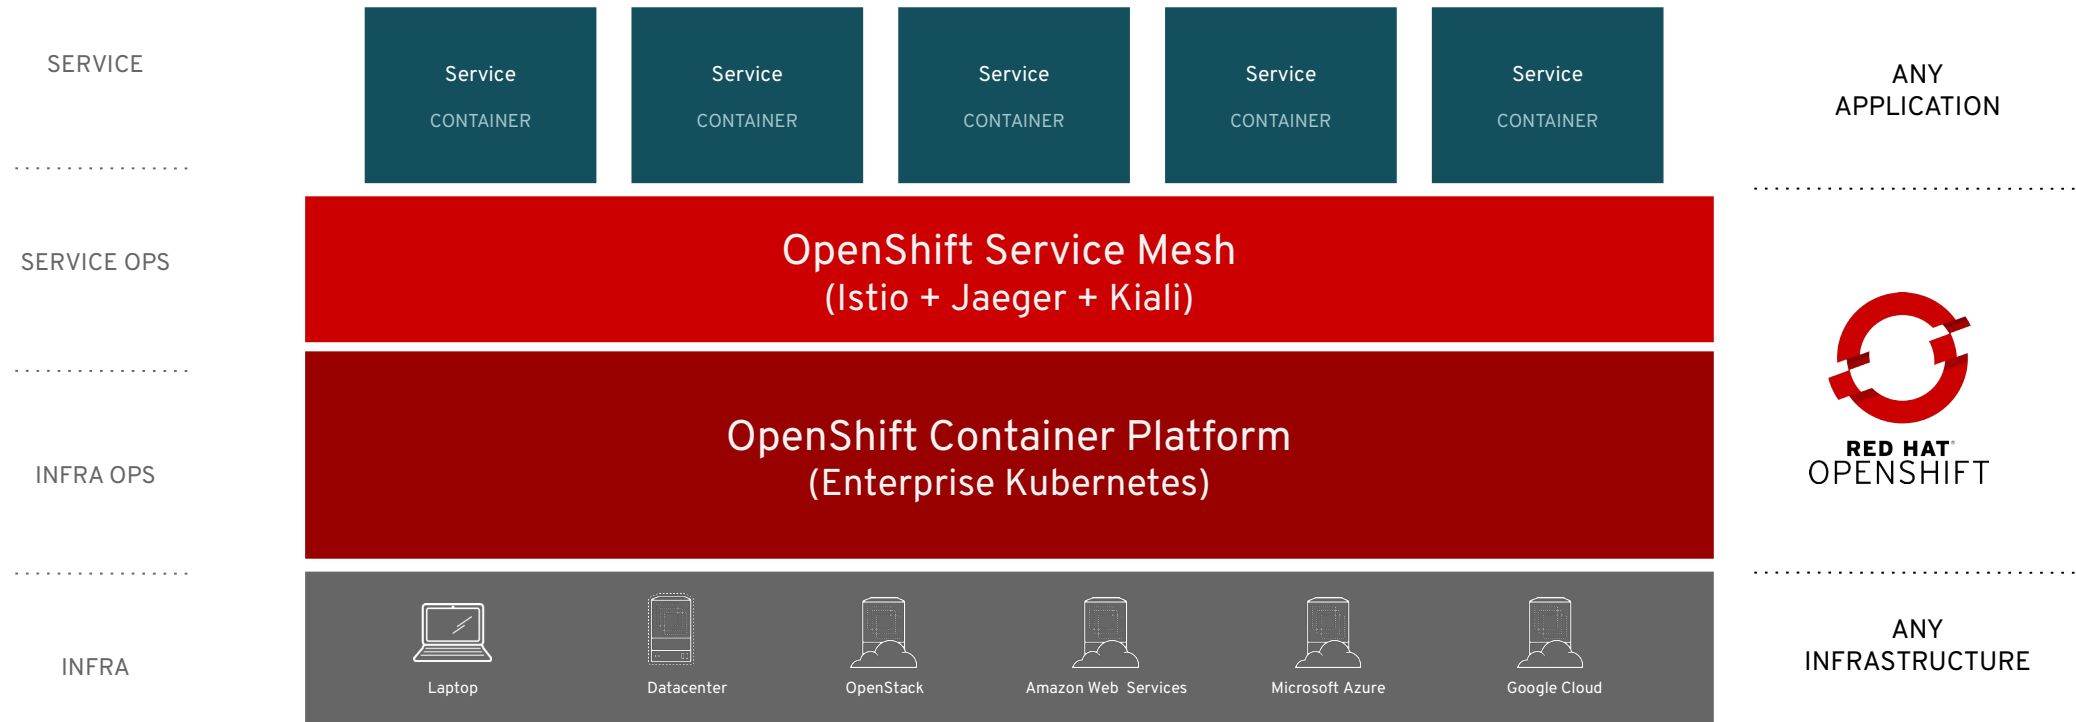 SERVICE
Service
CONTAINER
Service
CONTAINER
Service
CONTAINER
Service
CONTAINER
Service
CONTAINER
ANY
APPLICATION
SERVICE OPS
OpenShift Service Mesh
(Istio + Jaeger + Kiali)
INFRA OPS
OpenShift Container Platform
(Enterprise Kubernetes)
RED HAT®
OPENSHIFT
INFRA
Laptop
Datacenter
OpenStack
Amazon Web Services
Microsoft Azure
Google Cloud
ANY
INFRASTRUCTURE